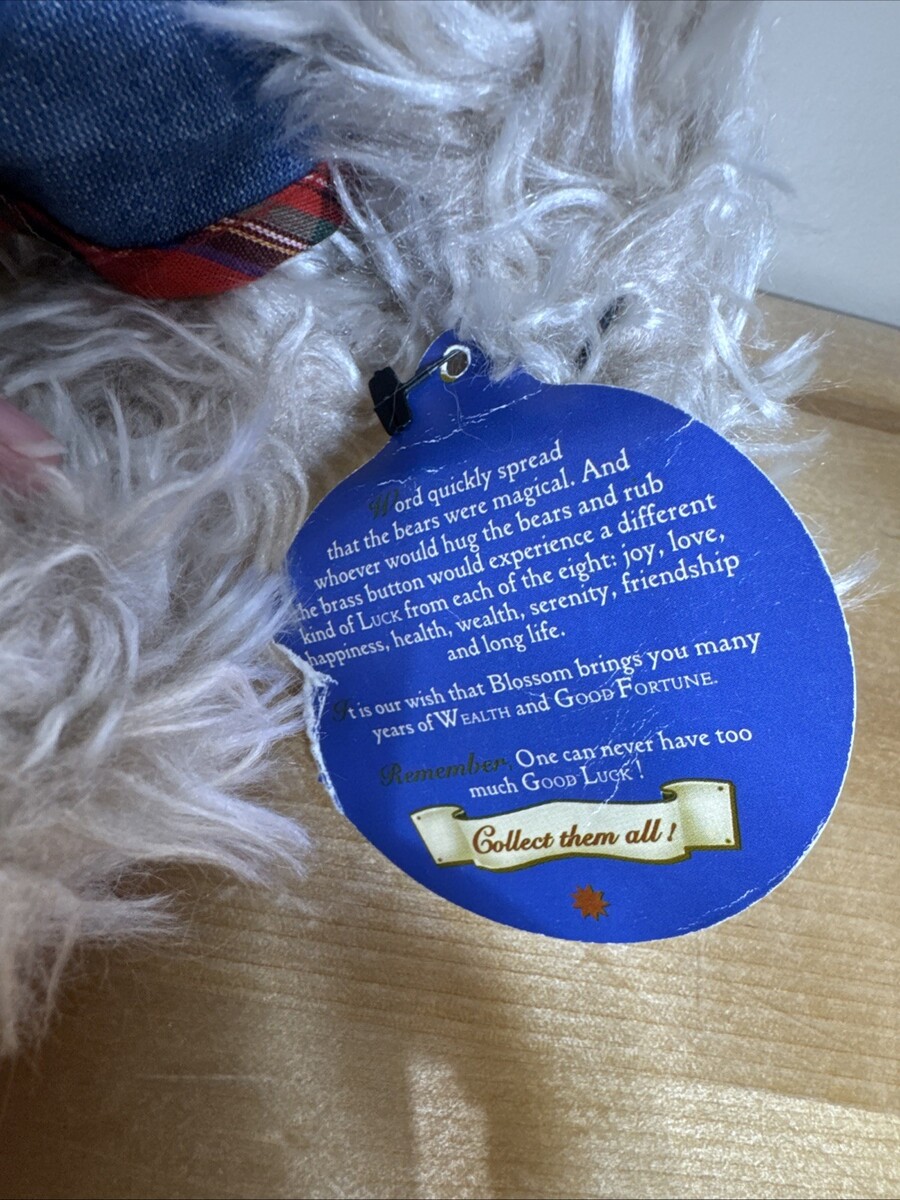 Word quickly spread
that the bears were magical. And
whoever would hug the bears and rub
the brass button would experience a different
kind of LUCK from each of the eight: joy, love,
happiness, health, wealth, serenity, friendship
and long life.
It is our wish that Blossom brings you many
years of WEALTH and GOOD FORTUNE.
Remember, One can never have too
much GOOD LUCK!
Collect them all!